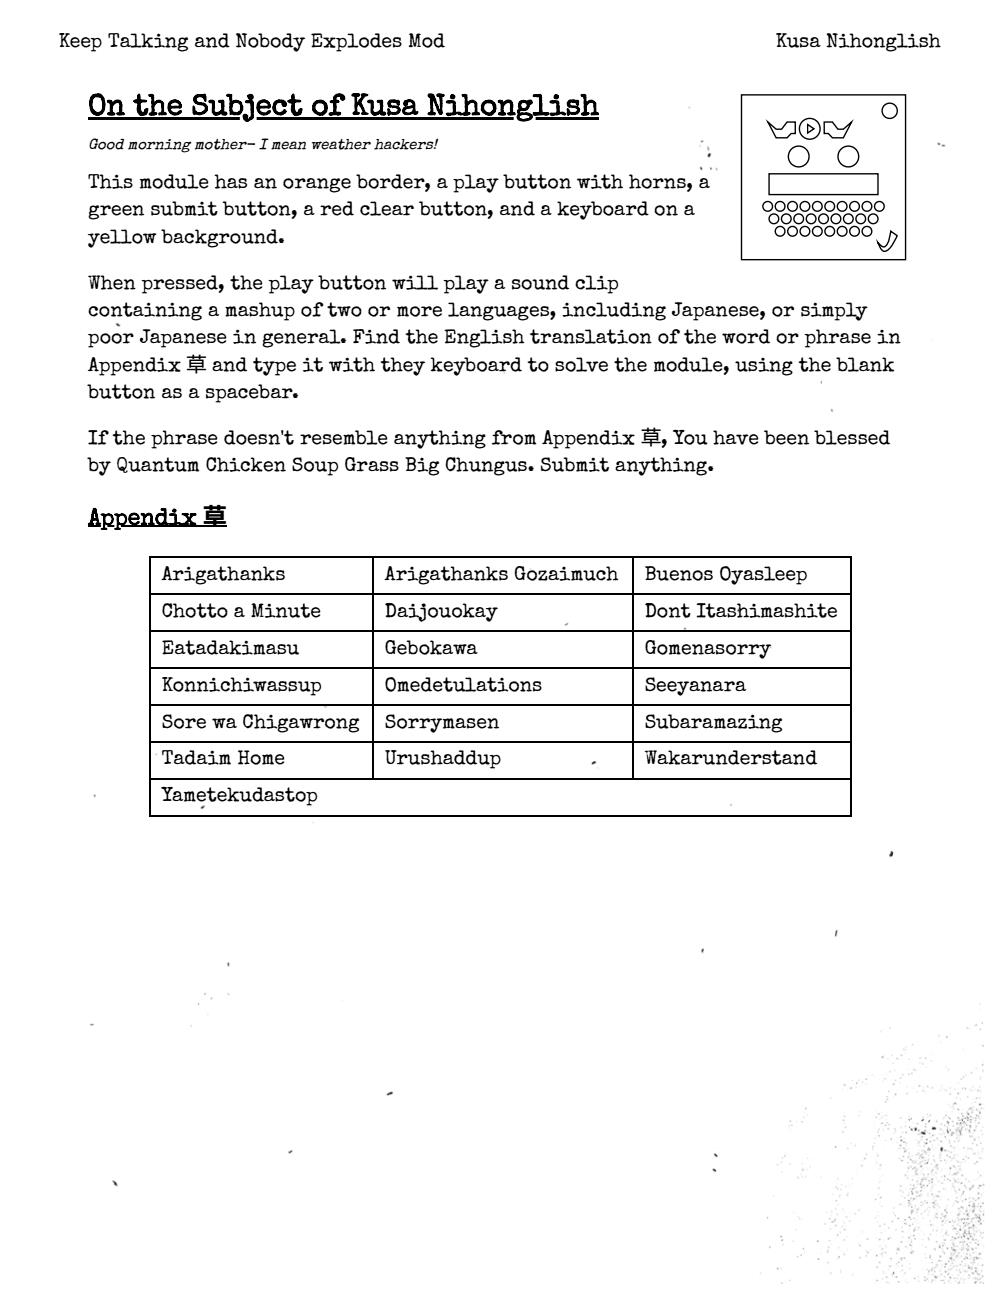 Keep Talking and Nobody Explodes Mod
Kusa Nihonglish
On the Subject of Kusa Nihonglish
Good morning mother– I mean weather hackers!
This module has an orange border, a play button with horns, a
green submit button, a red clear button, and a keyboard on a
yellow background.
When pressed, the play button will play a sound clip
containing a mashup of two or more languages, including Japanese, or simply
poor Japanese in general. Find the English translation of the word or phrase in
Appendix 草 and type it with they keyboard to solve the module, using the blank
button as a spacebar.
If the phrase doesn't resemble anything from Appendix 草, You have been blessed
by Quantum Chicken Soup Grass Big Chungus. Submit anything.
Appendix 草
Arigathanks
Arigathanks Gozaimuch
Buenos Oyasleep
Chotto a Minute
Daijouokay
Dont Itashimashite
Eatadakimasu
Gebokawa
Gomenasorry
Konnichiwassup
Omedetulations
Seeyanara
Sore wa Chigawrong
Sorrymasen
Subaramazing
Tadaim Home
Urushaddup
Wakarunderstand
Yametekudastop